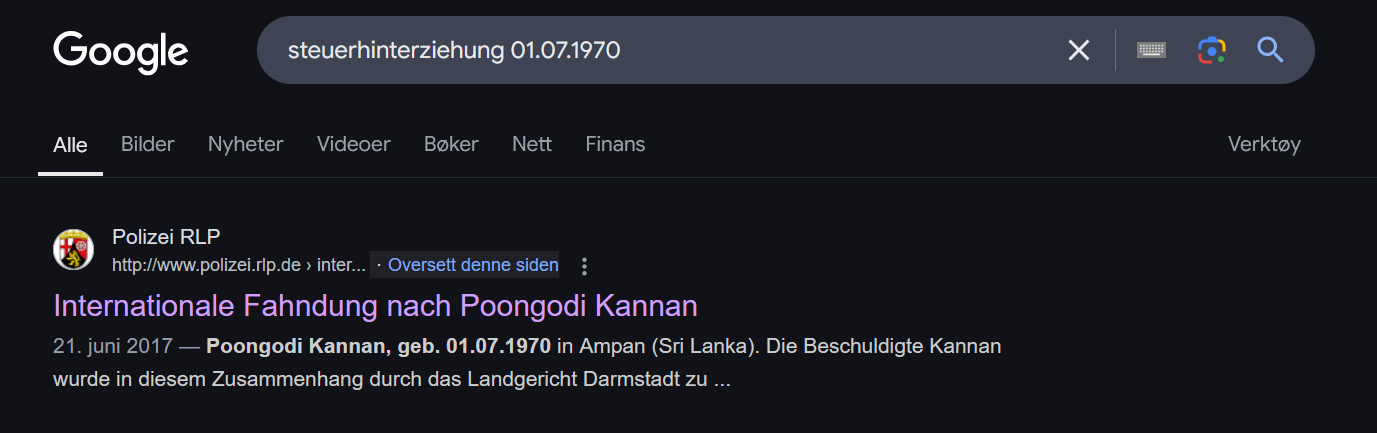 Google
steuerhinterziehung 01.07.1970
Alle Bilder Nyheter Videoer Bøker Nett Finans Verktøy
Polizei RLP
http://www.polizei.rlp.de › inter... · Oversett denne siden
Internationale Fahndung nach Poongodi Kannan
21. juni 2017 — Poongodi Kannan, geb. 01.07.1970 in Ampan (Sri Lanka). Die Beschuldigte Kannan
wurde in diesem Zusammenhang durch das Landgericht Darmstadt zu ...